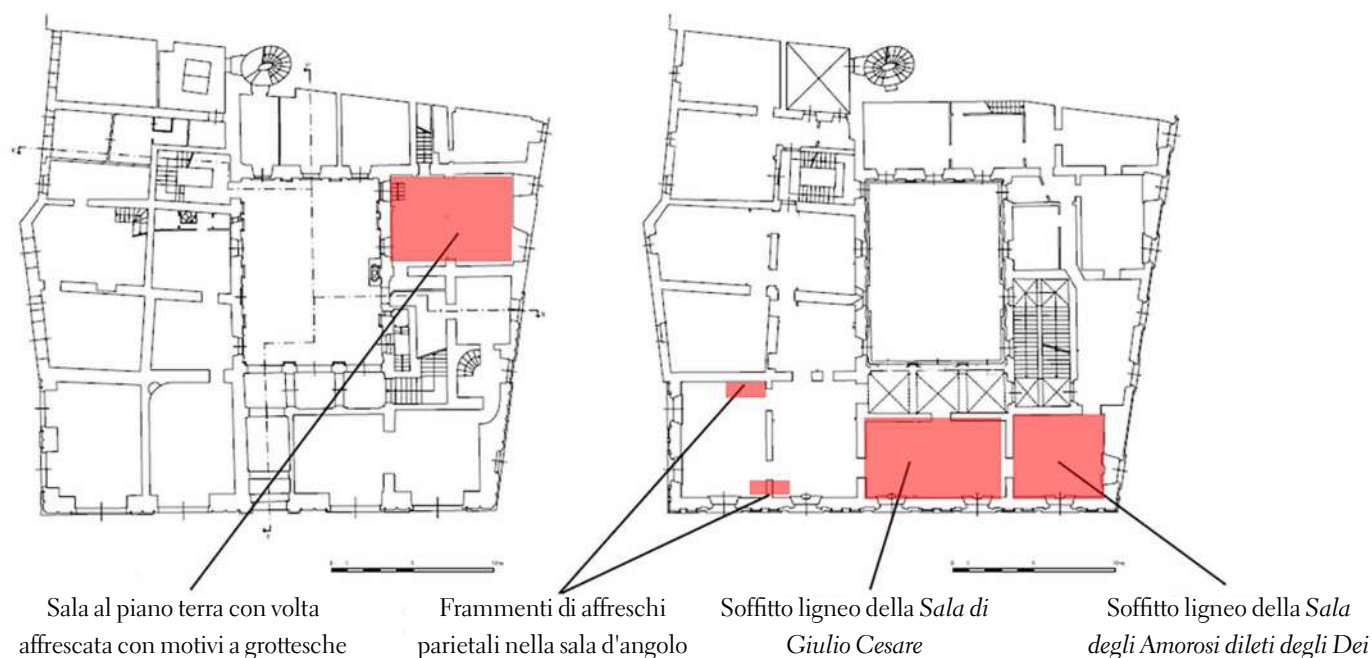 Sala al piano terra con volta
affrescata con motivi a grottesche
Frammenti di affreschi
parietali nella sala d'angolo
Soffitto ligneo della Sala di
Giulio Cesare
Soffitto ligneo della Sala
degli Amorosi dileti degli Dei